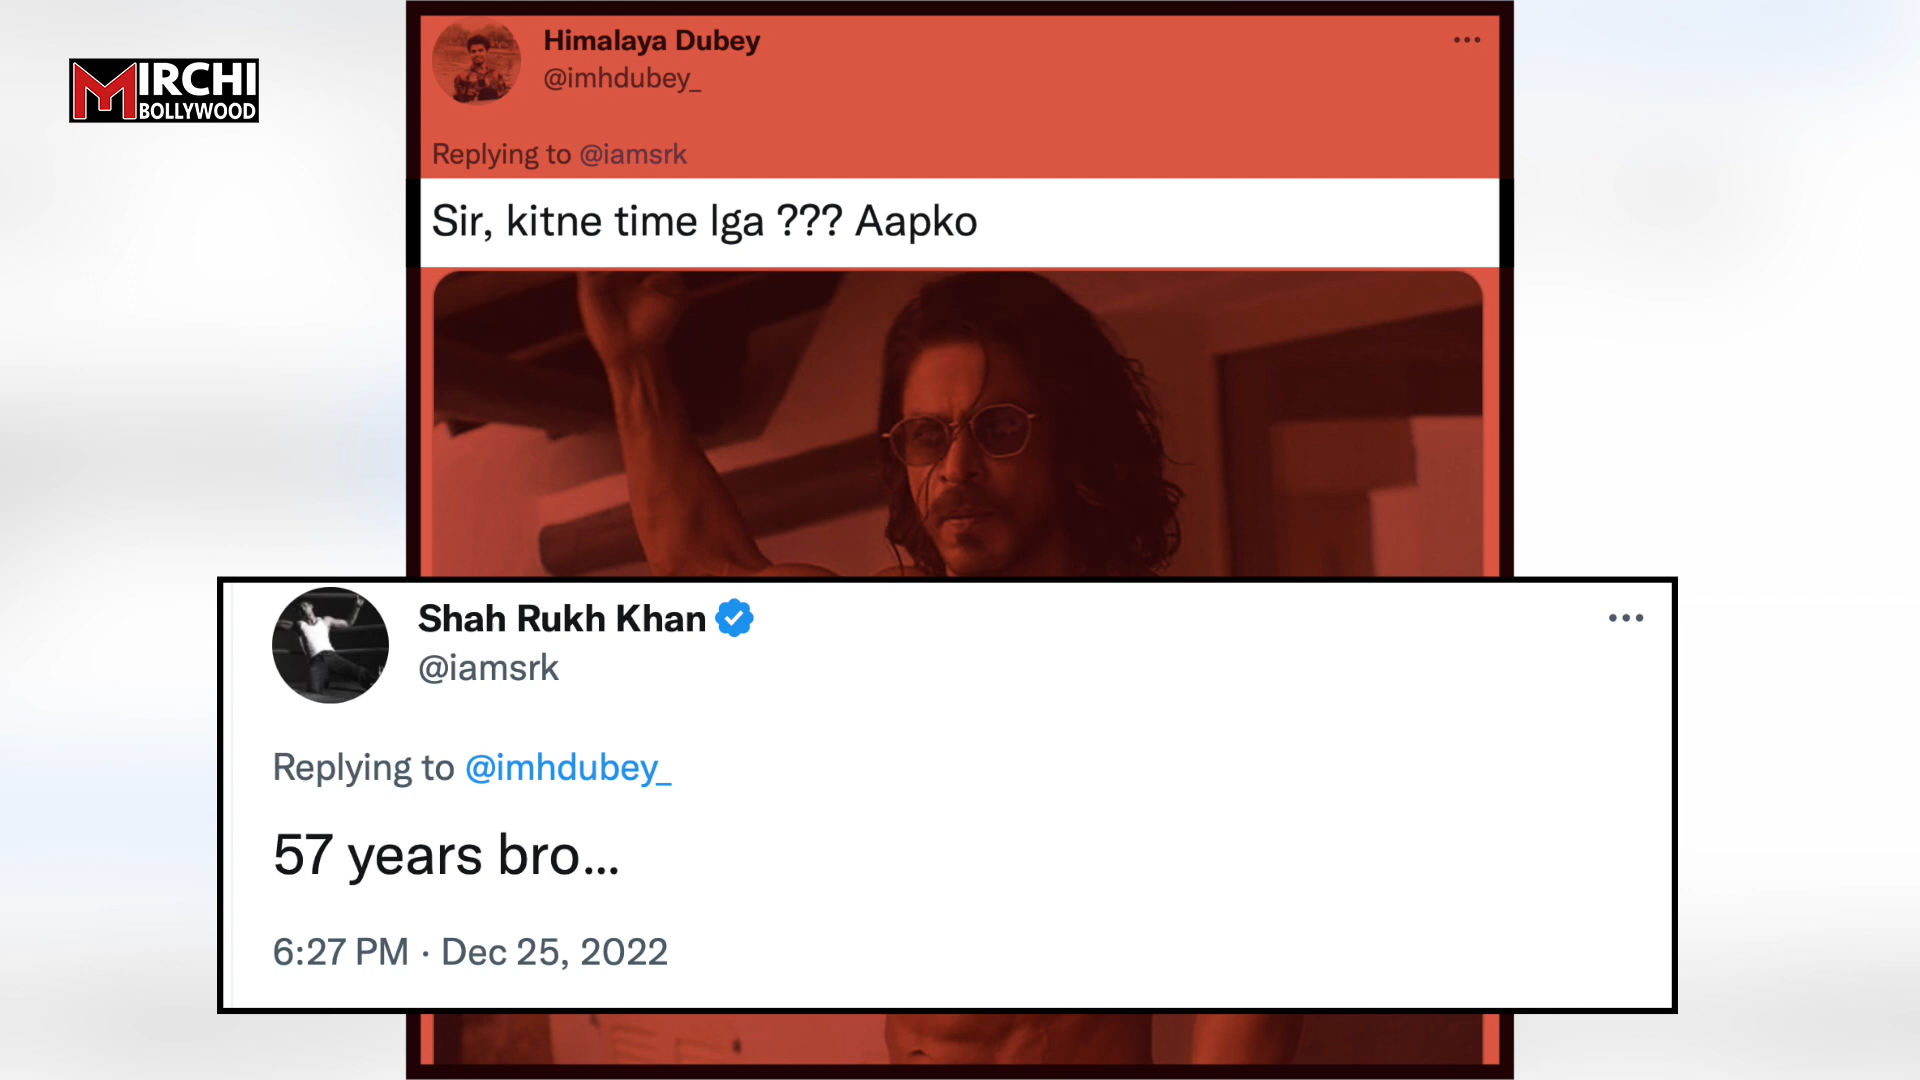 MIRCHI
BOLLYWOOD
Himalaya Dubey
@imhdubey_
Replying to @iamsrk
Sir, kitne time lga ??? Aapko
Shah Rukh Khan
@iamsrk
Replying to @imhdubey_
57 years bro...
6:27 PM · Dec 25, 2022